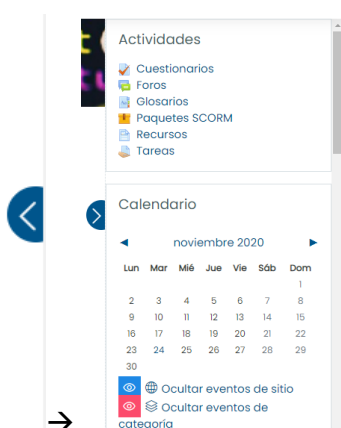 Actividades
Cuestionarios
Foros
Glosarios
Paquetes SCORM
Recursos
Tareas
Calendario
◄ noviembre 2020 ►
Lun Mar Mié Jue Vie Sáb Dom
1
2 3 4 5 6 7 8
9 10 11 12 13 14 15
16 17 18 19 20 21 22
23 24 25 26 27 28 29
30
Ocultar eventos de sitio
Ocultar eventos de
categoría